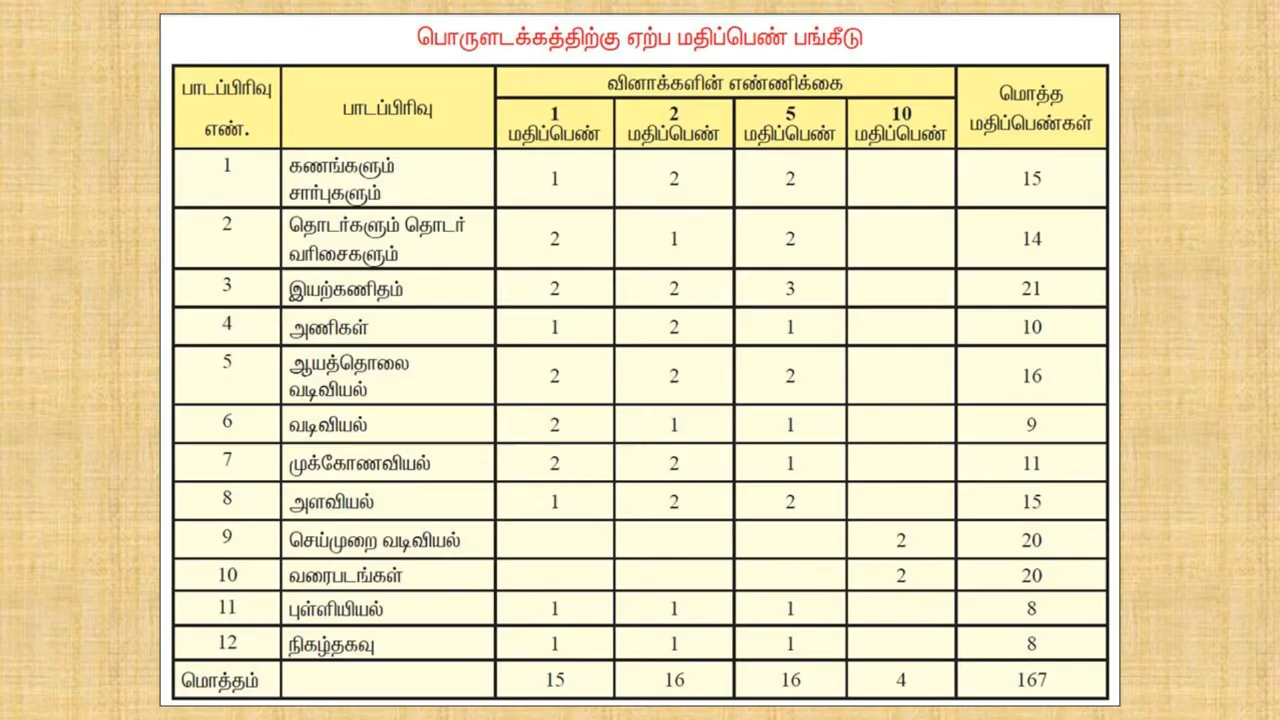 பொருளடக்கத்திற்கு ஏற்ப மதிப்பெண் பங்கீடு
பாடப்பிரிவு எண். பாடப்பிரிவு வினாக்களின் எண்ணிக்கை மொத்த மதிப்பெண்கள்
1 மதிப்பெண் 2 மதிப்பெண் 5 மதிப்பெண் 10 மதிப்பெண்
1 கணங்களும் சார்புகளும் 1 2 2 15
2 தொடர்களும் தொடர் வரிசைகளும் 2 1 2 14
3 இயற்கணிதம் 2 2 3 21
4 அணிகள் 1 2 1 10
5 ஆயத்தொலை வடிவியல் 2 2 2 16
6 வடிவியல் 2 1 1 9
7 முக்கோணவியல் 2 2 1 11
8 அளவியல் 1 2 2 15
9 செய்முறை வடிவியல் 2 20
10 வரைபடங்கள் 2 20
11 புள்ளியியல் 1 1 1 8
12 நிகழ்தகவு 1 1 1 8
மொத்தம் 15 16 16 4 167